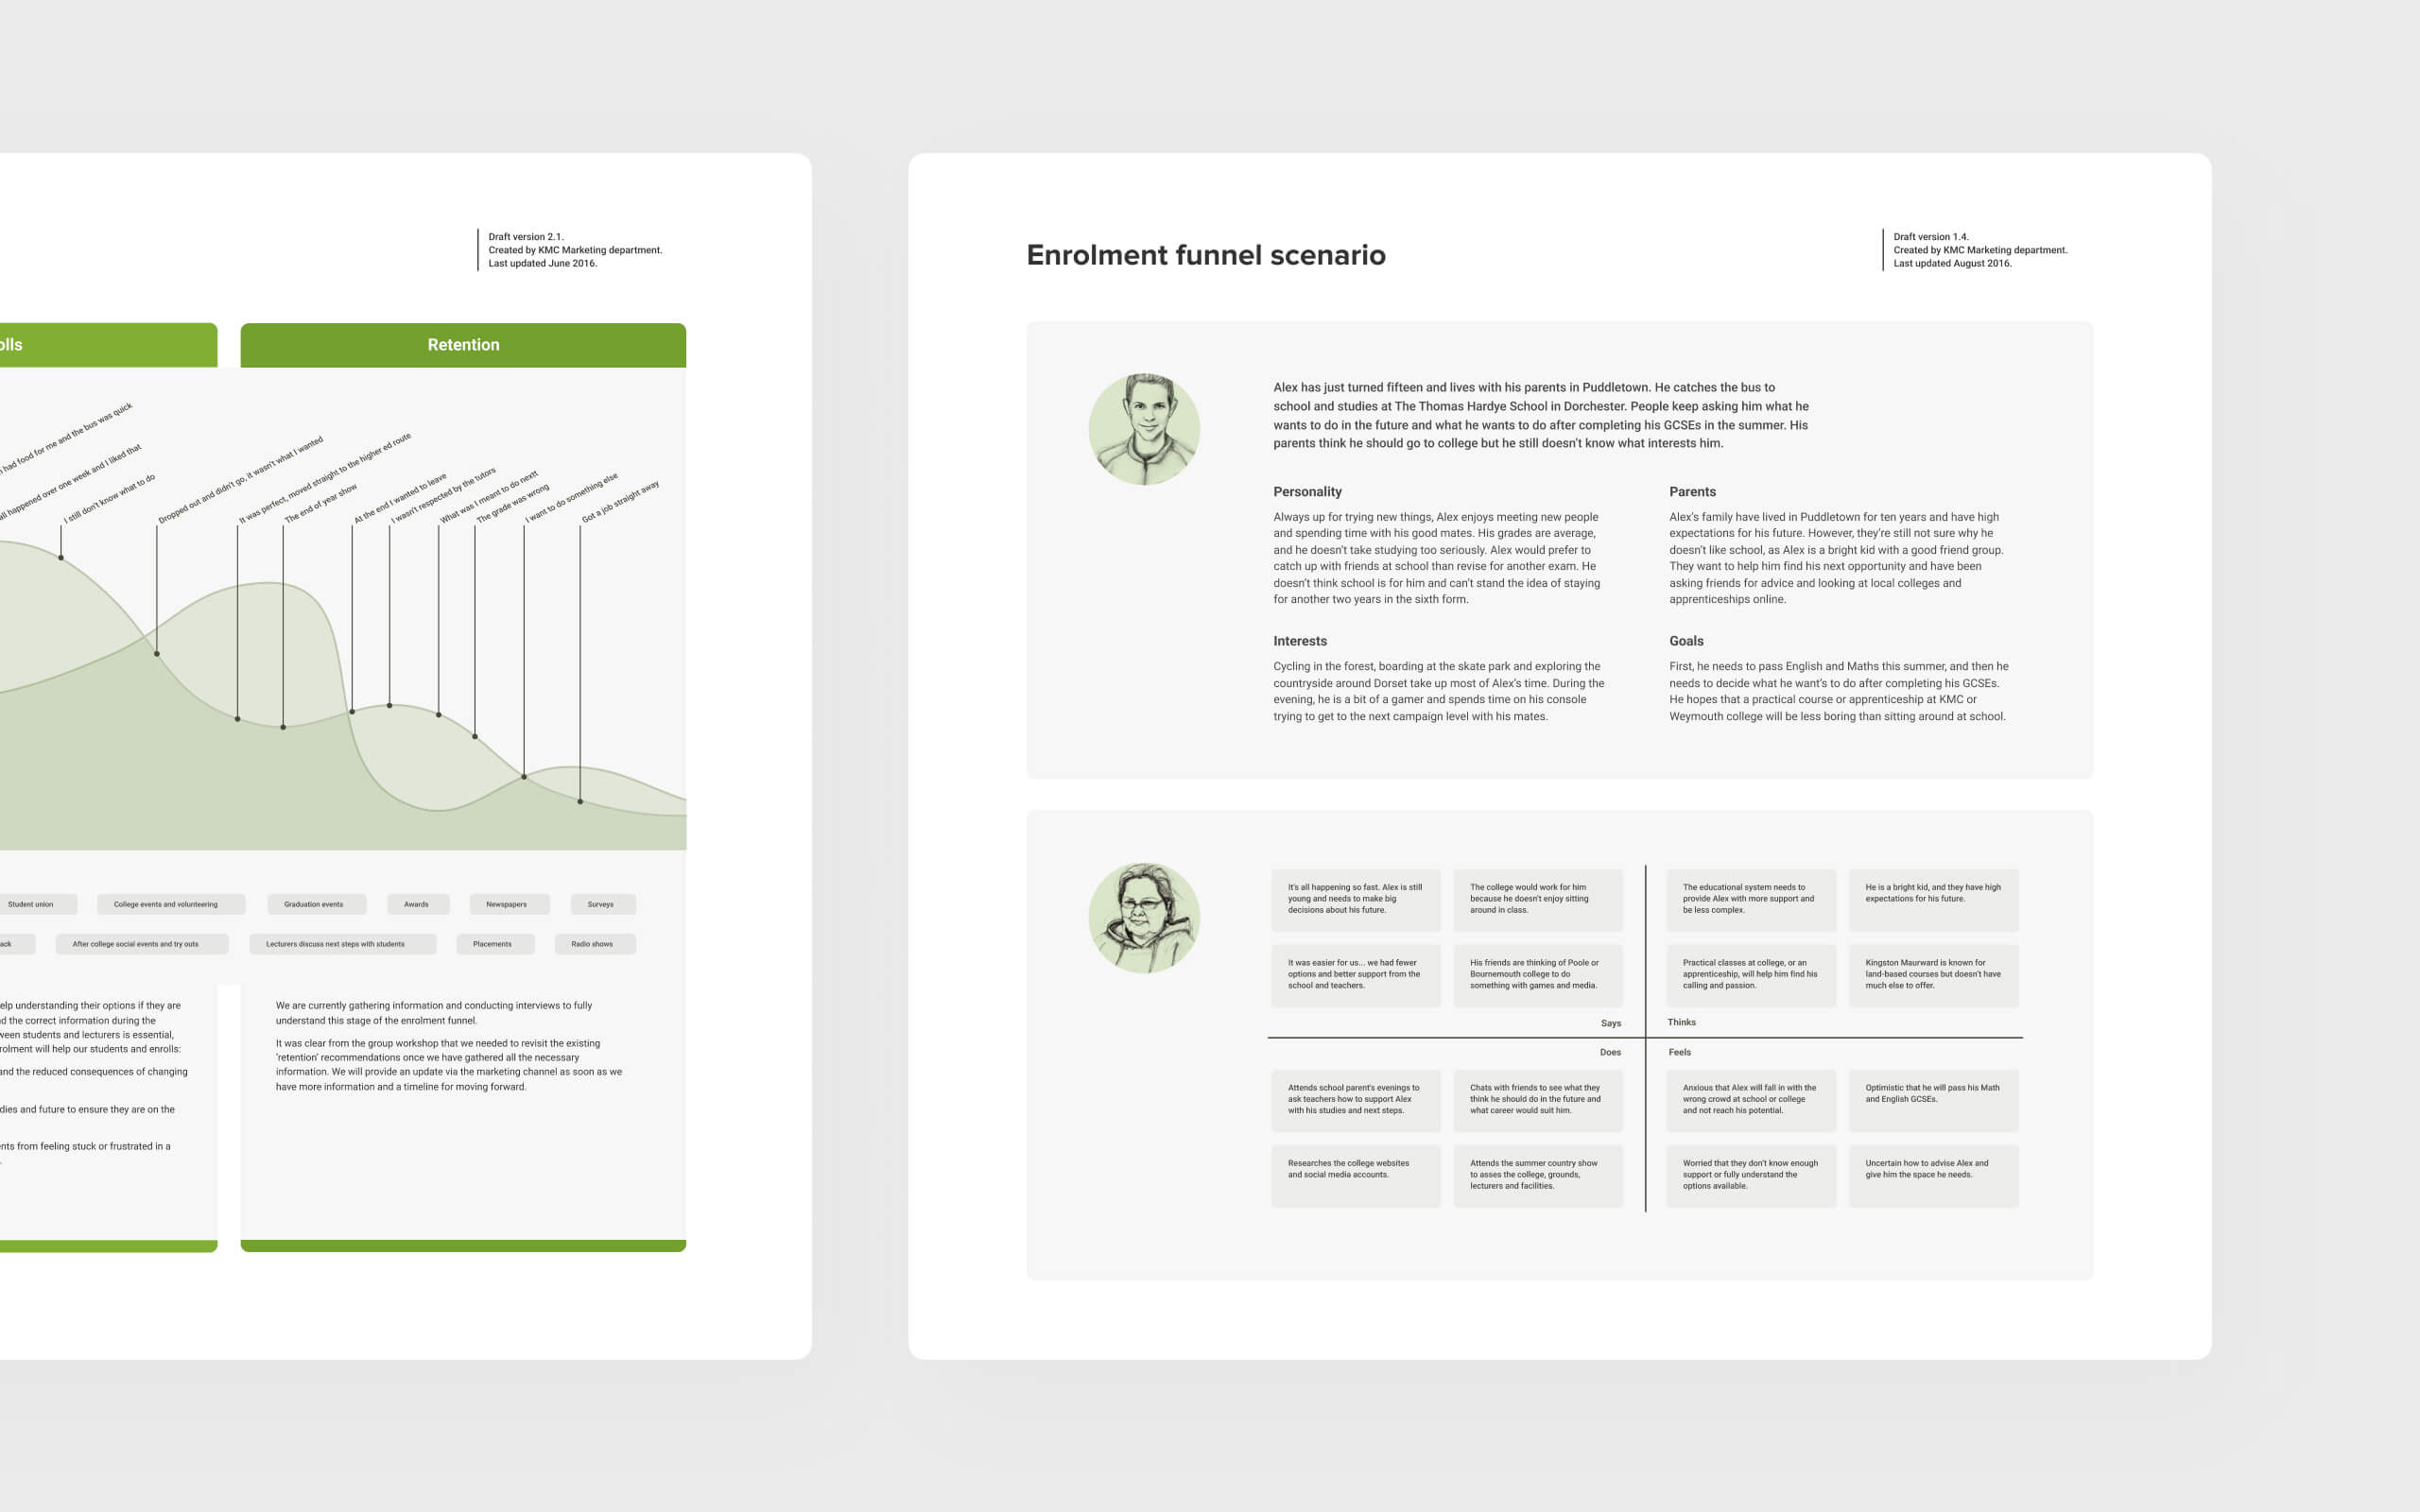 Draft version 2.1.
Created by KMC Marketing department.
Last updated June 2016.
olls
Retention
had food for me and the bus was quick
all happened over one week and I liked that
I still don't know what to do
Dropped out and didn't go, it wasn't what I wanted
It was perfect, moved straight to the higher ed route
The end of year show
At the end I wanted to leave
I wasn't respected by the tutors
What was I meant to do nextt
The grade was wrong
I want to do something else
Got a job straight away
Student union
College events and volunteering
Graduation events
Awards
Newspapers
Surveys
ack
After college social events and try outs
Lecturers discuss next steps with students
Placements
Radio shows
elp understanding their options if they are
d the correct information during the
ween students and lecturers is essential,
rolment will help our students and enrolls:
and the reduced consequences of changing
dies and future to ensure they are on the
nts from feeling stuck or frustrated in a
.
We are currently gathering information and conducting interviews to fully
understand this stage of the enrolment funnel.
It was clear from the group workshop that we needed to revisit the existing
'retention' recommendations once we have gathered all the necessary
information. We will provide an update via the marketing channel as soon as we
have more information and a timeline for moving forward.
Enrolment funnel scenario
Draft version 1.4.
Created by KMC Marketing department.
Last updated August 2016.
Alex has just turned fifteen and lives with his parents in Puddletown. He catches the bus to
school and studies at The Thomas Hardye School in Dorchester. People keep asking him what he
wants to do in the future and what he wants to do after completing his GCSEs in the summer. His
parents think he should go to college but he still doesn't know what interests him.
Personality
Always up for trying new things, Alex enjoys meeting new people
and spending time with his good mates. His grades are average,
and he doesn't take studying too seriously. Alex would prefer to
catch up with friends at school than revise for another exam. He
doesn't think school is for him and can't stand the idea of staying
for another two years in the sixth form.
Parents
Alex's family have lived in Puddletown for ten years and have high
expectations for his future. However, they're still not sure why he
doesn't like school, as Alex is a bright kid with a good friend group.
They want to help him find his next opportunity and have been
asking friends for advice and looking at local colleges and
apprenticeships online.
Interests
Cycling in the forest, boarding at the skate park and exploring the
countryside around Dorset take up most of Alex's time. During the
evening, he is a bit of a gamer and spends time on his console
trying to get to the next campaign level with his mates.
Goals
First, he needs to pass English and Maths this summer, and then he
needs to decide what he want's to do after completing his GCSEs.
He hopes that a practical course or apprenticeship at KMC or
Weymouth college will be less boring than sitting around at school.
It's all happening so fast. Alex is still
young and needs to make big
decisions about his future.
The college would work for him
because he doesn't enjoy sitting
around in class.
The educational system needs to
provide Alex with more support and
be less complex.
He is a bright kid, and they have high
expectations for his future.
It was easier for us... we had fewer
options and better support from the
school and teachers.
His friends are thinking of Poole or
Bournemouth college to do
something with games and media.
Practical classes at college, or an
apprenticeship, will help him find his
calling and passion.
Kingston Maurward is known for
land-based courses but doesn't have
much else to offer.
Says
Thinks
Does
Feels
Attends school parent's evenings to
ask teachers how to support Alex
with his studies and next steps.
Chats with friends to see what they
think he should do in the future and
what career would suit him.
Anxious that Alex will fall in with the
wrong crowd at school or college
and not reach his potential.
Optimistic that he will pass his Math
and English GCSEs.
Researches the college websites
and social media accounts.
Attends the summer country show
to asses the college, grounds,
lecturers and facilities.
Worried that they don't know enough
support or fully understand the
options available.
Uncertain how to advise Alex and
give him the space he needs.